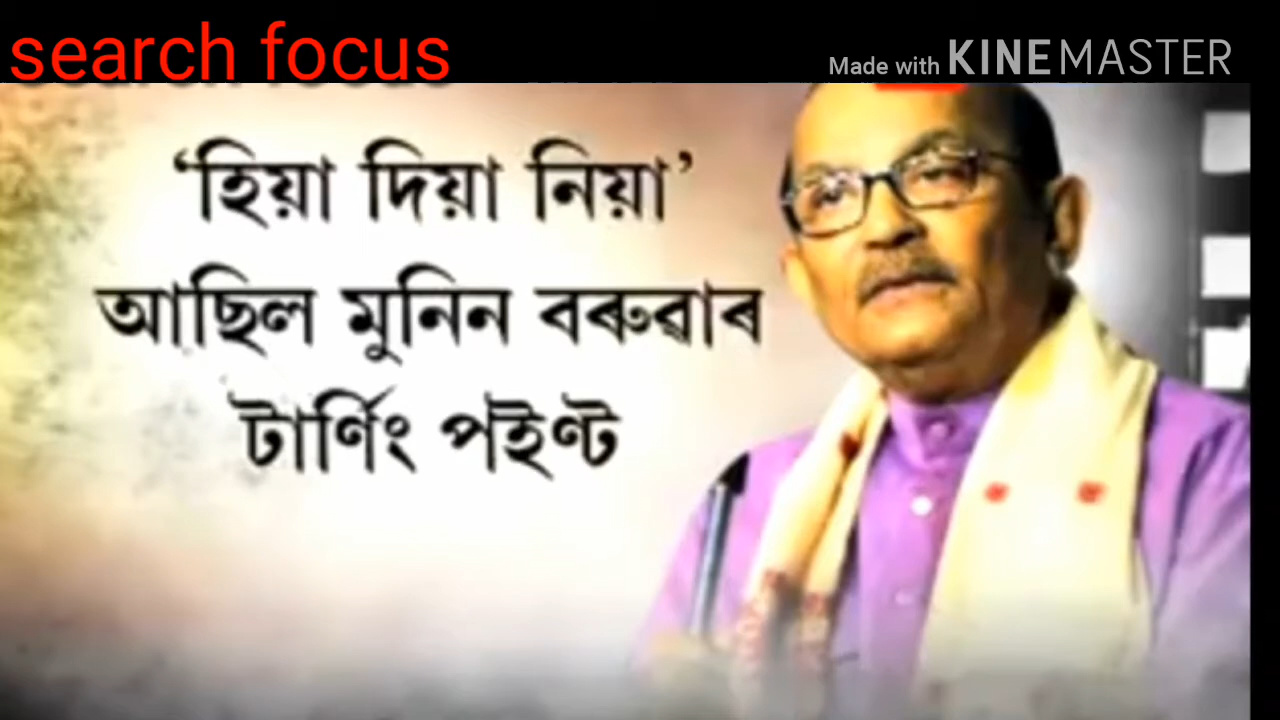 search focus
Made with KINEMASTER
‘হিয়া দিয়া নিয়া’
আছিল মুনিন বৰুৱাৰ
টাৰ্ণিং পইণ্ট